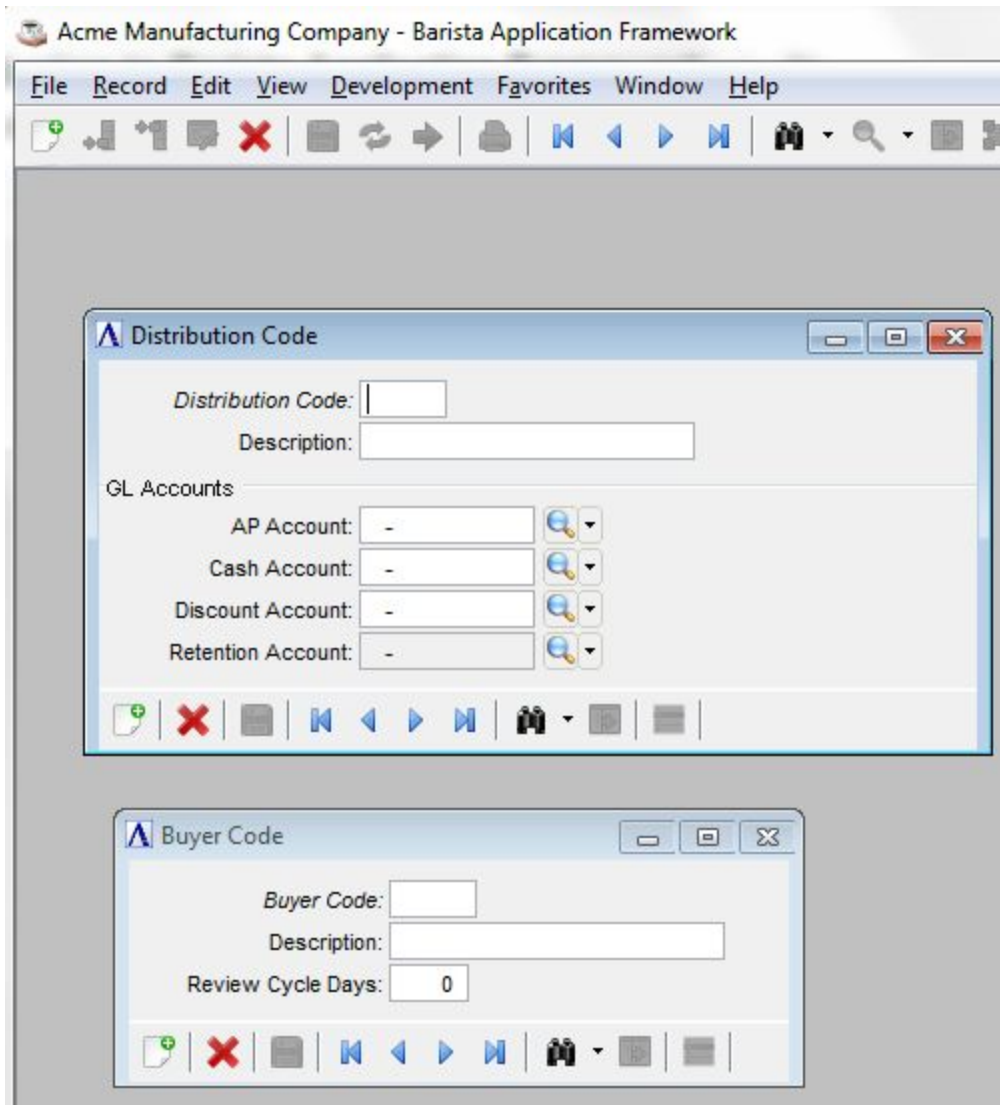 Acme Manufacturing Company - Barista Application Framework
File Record Edit View Development Favorites Window Help
Distribution Code
Distribution Code:
Description:
GL Accounts
AP Account: -
Cash Account: -
Discount Account: -
Retention Account: -
Buyer Code
Buyer Code:
Description:
Review Cycle Days: 0